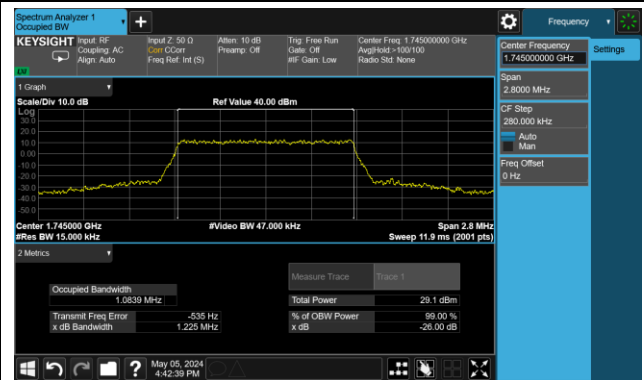 Spectrum Analyzer 1
Occupied BW
Frequency
KEYSIGHT
Input: RF
Coupling: AC
Align: Auto
Input Z: 50 Ω
Corr CCorr
Freq Ref: Int (S)
Atten: 10 dB
Preamp: Off
Trig: Free Run
Gate: Off
#IF Gain: Low
Center Freq: 1.745000000 GHz
Avg|Hold:>100/100
Radio Std: None
Center Frequency
1.745000000 GHz
Settings
Span
2.8000 MHz
CF Step
280.000 kHz
Auto
Man
Freq Offset
0 Hz
1 Graph
Scale/Div 10.0 dB
Ref Value 40.00 dBm
Log
30.0
20.0
10.0
0.00
-10.0
-20.0
-30.0
-40.0
-50.0
Center 1.745000 GHz
#Video BW 47.000 kHz
Span 2.8 MHz
#Res BW 15.000 kHz
Sweep 11.9 ms (2001 pts)
2 Metrics
Measure Trace
Trace 1
Occupied Bandwidth
1.0839 MHz
Total Power
29.1 dBm
Transmit Freq Error
-535 Hz
% of OBW Power
99.00 %
x dB Bandwidth
1.225 MHz
x dB
-26.00 dB
?
May 05, 2024
4:42:39 PM